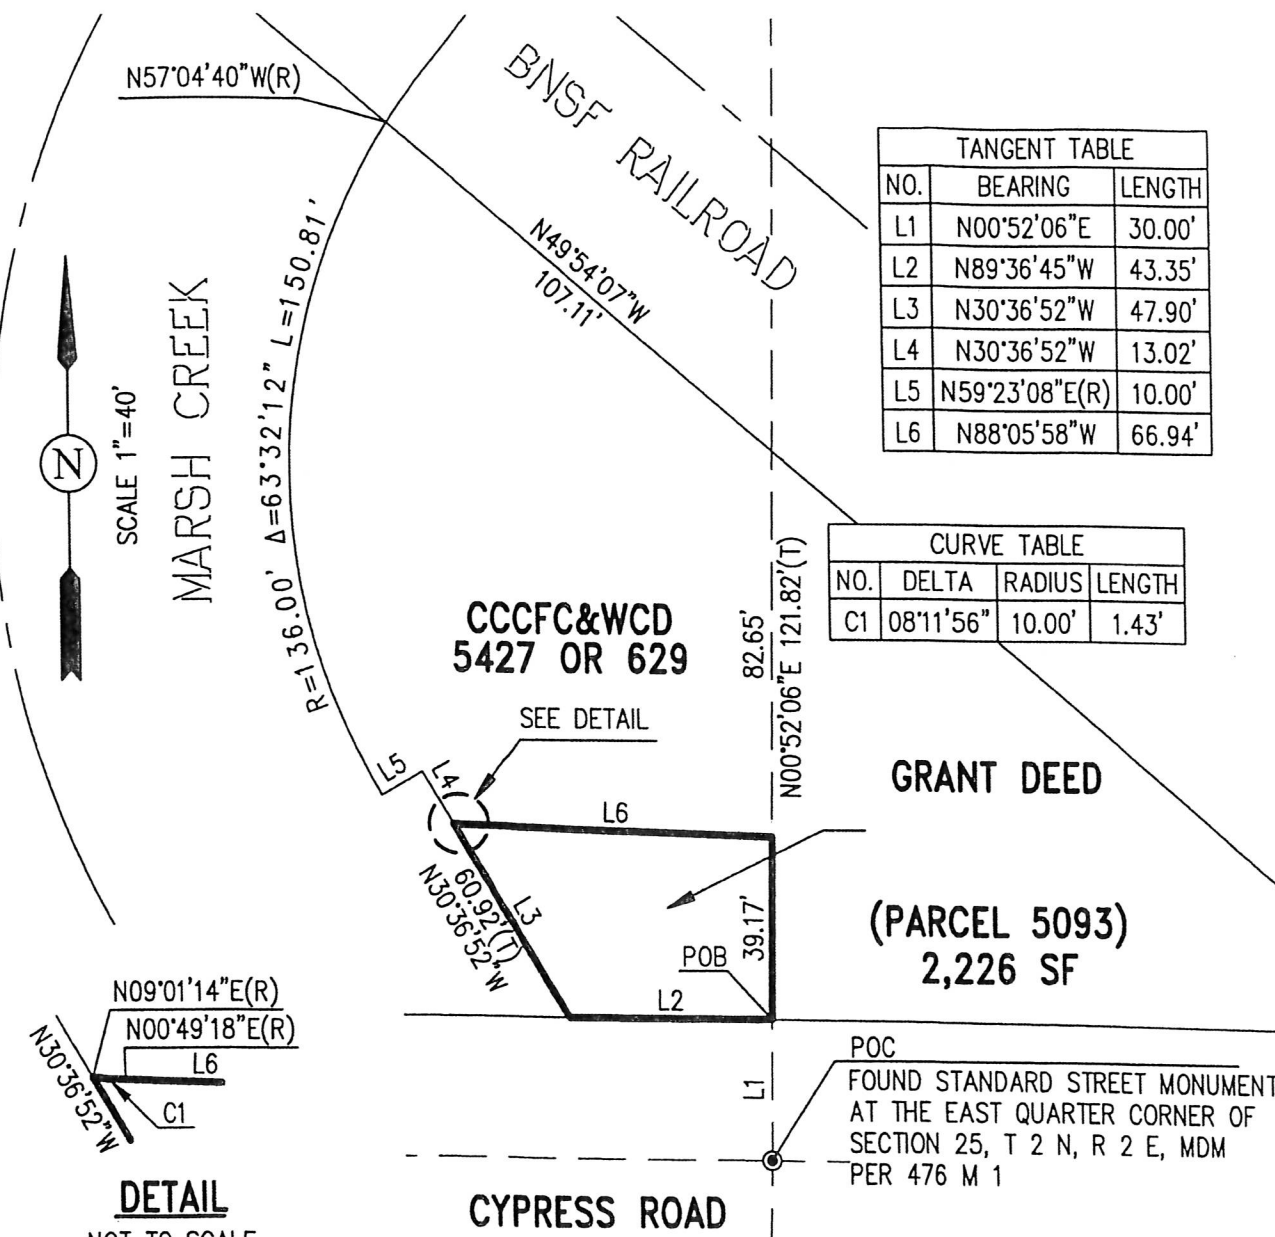 N57°04'40"W(R)
BNSF RAILROAD
N49°54'07"W
107.11'
TANGENT TABLE
NO. BEARING LENGTH
L1 N00°52'06"E 30.00'
L2 N89°36'45"W 43.35'
L3 N30°36'52"W 47.90'
L4 N30°36'52"W 13.02'
L5 N59°23'08"E(R) 10.00'
L6 N88°05'58"W 66.94'
N
SCALE 1"=40'
MARSH CREEK
R=136.00' Δ=63°32'12" L=150.81'
CURVE TABLE
NO. DELTA RADIUS LENGTH
C1 08°11'56" 10.00' 1.43'
CCCFC&WCD
5427 OR 629
82.65'
N00°52'06"E 121.82'(T)
SEE DETAIL
L5
L4
L6
GRANT DEED
(PARCEL 5093)
2,226 SF
L3
60.92'(T)
N30°36'52"W
39.17'
POB
L2
L1
POC
FOUND STANDARD STREET MONUMENT
AT THE EAST QUARTER CORNER OF
SECTION 25, T 2 N, R 2 E, MDM
PER 476 M 1
CYPRESS ROAD
N09°01'14"E(R)
N00°49'18"E(R)
L6
C1
N30°36'52"W
DETAIL
NOT TO SCALE